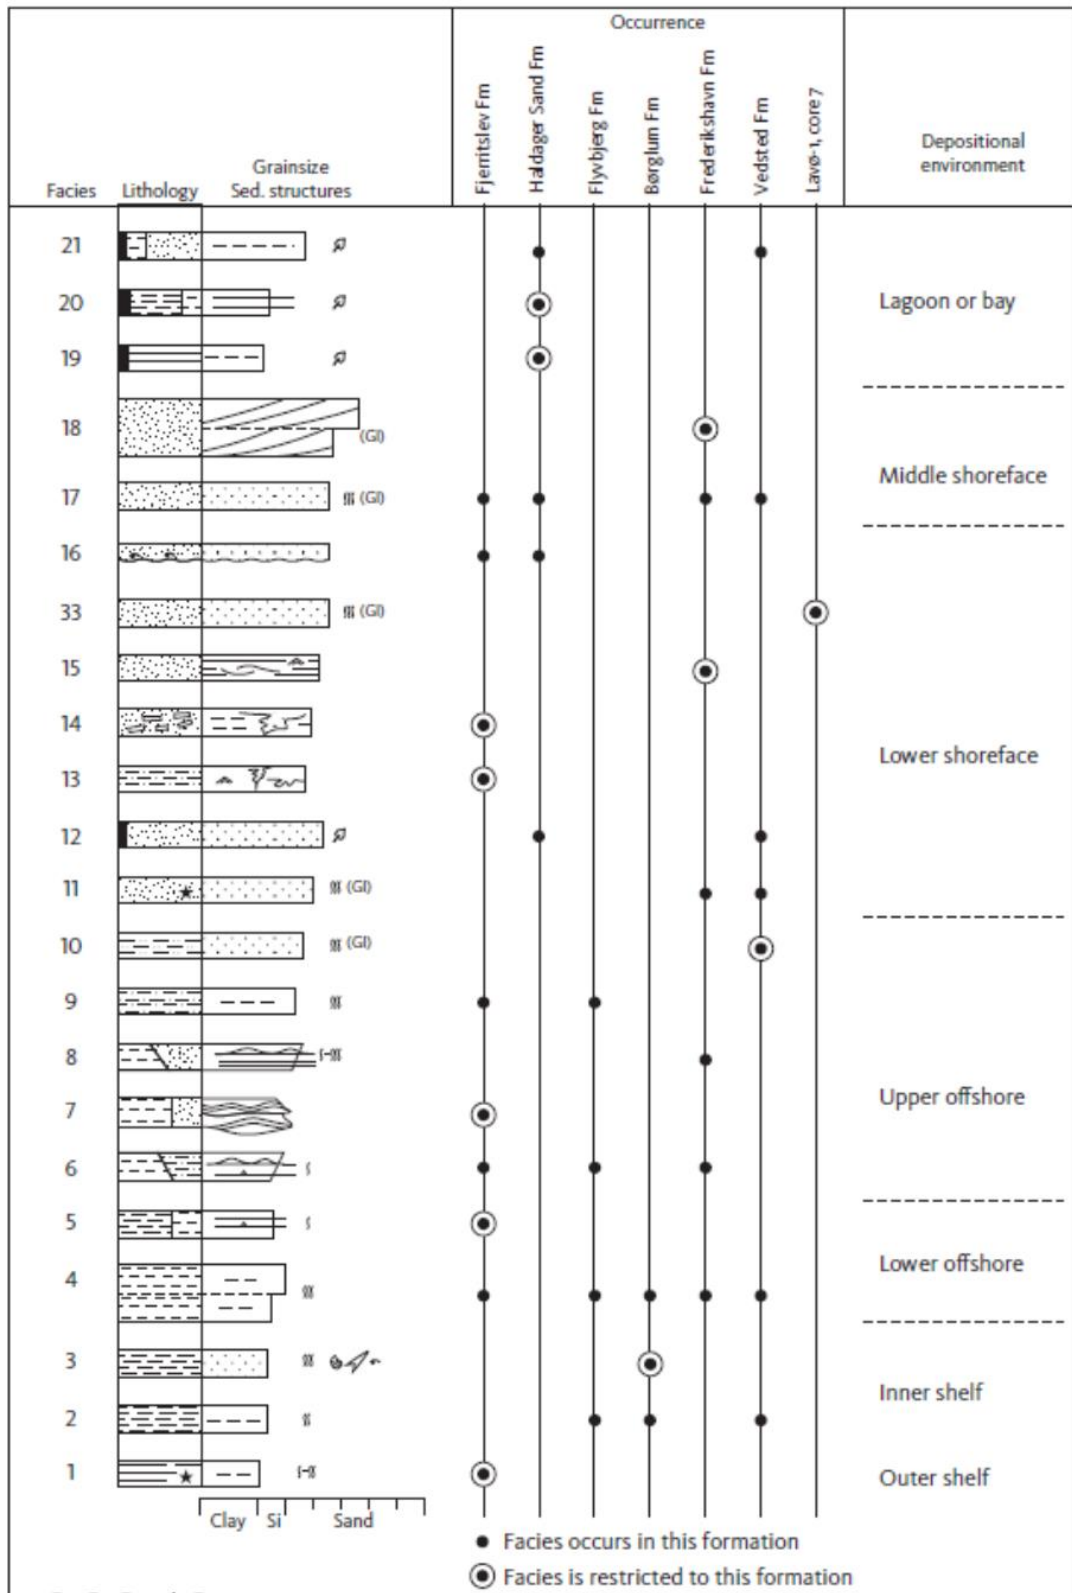 Occurrence
Fjerritslev Fm
Haldager Sand Fm
Flyvbjerg Fm
Børglum Fm
Frederikshavn Fm
Vedsted Fm
Lavø-1, core 7
Depositional
environment
Grainsize
Facies Lithology Sed. structures
21
20 Lagoon or bay
19
18 (Gl)
Middle shoreface
17 (Gl)
16
33 (Gl)
15
14
Lower shoreface
13
12
11 (Gl)
10 (Gl)
9
8
7 Upper offshore
6
5
4 Lower offshore
3
Inner shelf
2
1 Outer shelf
Clay Si Sand
Facies occurs in this formation
Facies is restricted to this formation